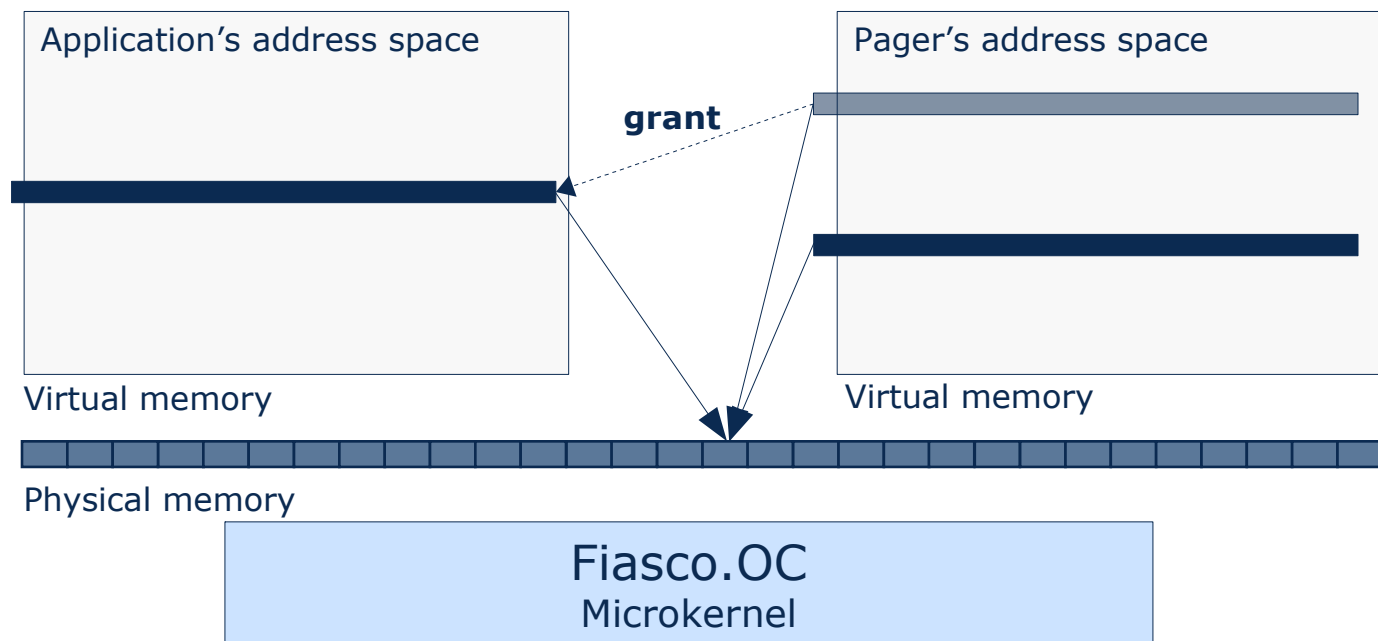 Application’s address space
Pager’s address space
grant
Virtual memory
Virtual memory
Physical memory
Fiasco.OC
Microkernel